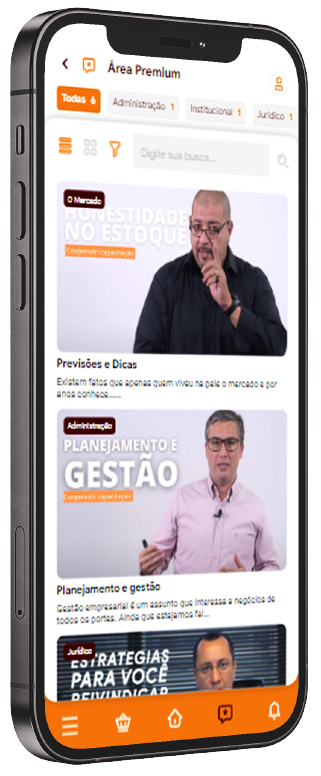 Área Premium
Todas 6
Administração 1
Institucional 1
Jurídico 1
Digite sua busca...
O Mercado
HONESTIDADE
NO ESTOQUE
Cooperautri capacitação
Previsões e Dicas
Existem fatos que apenas quem viveu na pele o mercado e por
anos conhece......
Administração
PLANEJAMENTO E
GESTÃO
capacitação
Planejamento e gestão
Gestão empresarial é um assunto que interessa a negócios de
todos os portes. Ainda que estejamos fal...
Jurídico
ESTRATEGIAS
PARA VOCÊ
REIVINDICAR